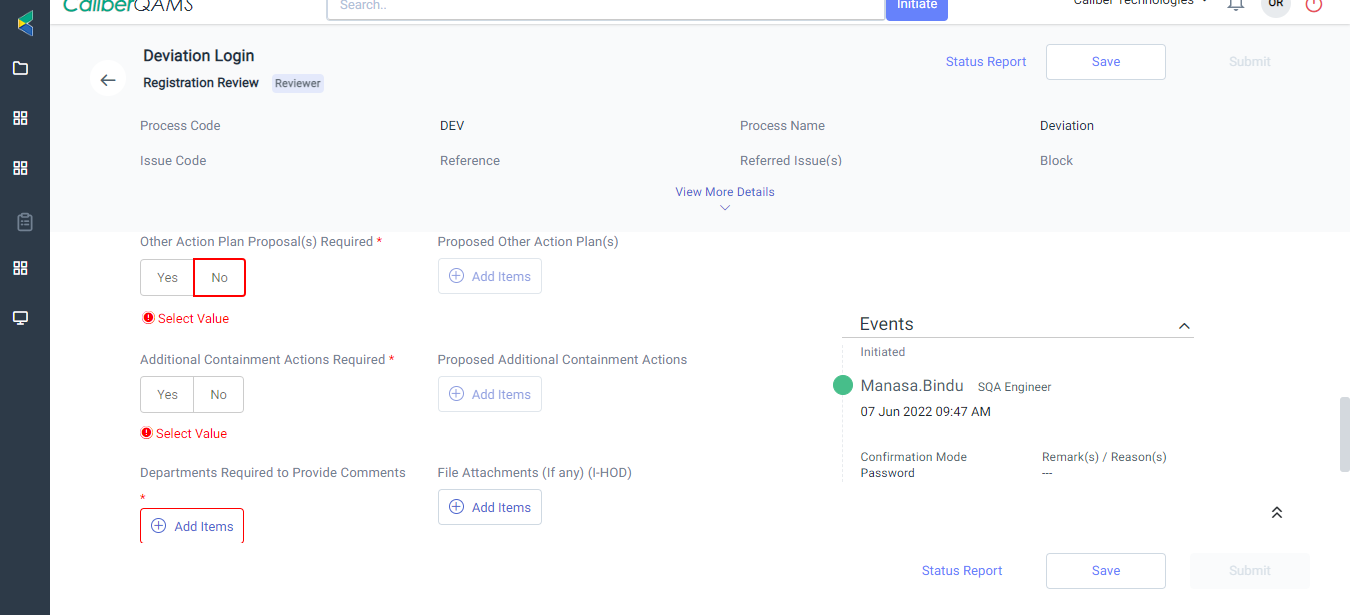 CaliberQAMS
Search..
Initiate
Caliber Technologies
OR
Deviation Login
Registration Review
Reviewer
Status Report
Save
Submit
Process Code
DEV
Process Name
Deviation
Issue Code
Reference
Referred Issue(s)
Block
View More Details
Other Action Plan Proposal(s) Required *
Proposed Other Action Plan(s)
Yes
No
Add Items
Select Value
Additional Containment Actions Required *
Proposed Additional Containment Actions
Yes
No
Add Items
Select Value
Departments Required to Provide Comments
*
File Attachments (If any) (I-HOD)
Add Items
Add Items
Events
Initiated
Manasa.Bindu
SQA Engineer
07 Jun 2022 09:47 AM
Confirmation Mode
Remark(s) / Reason(s)
Password
---
Status Report
Save
Submit